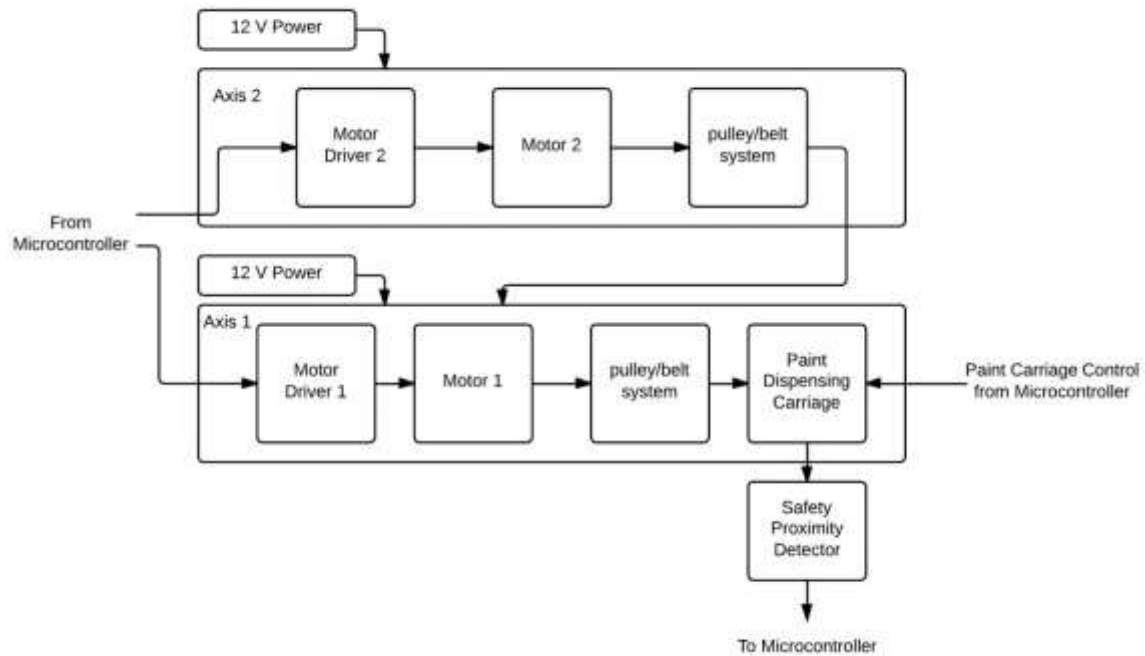 12 V Power
Axis 2
Motor
Driver 2
Motor 2
pulley/belt
system
From
Microcontroller
12 V Power
Axis 1
Motor
Driver 1
Motor 1
pulley/belt
system
Paint
Dispensing
Carriage
Paint Carriage Control
from Microcontroller
Safety
Proximity
Detector
To Microcontroller